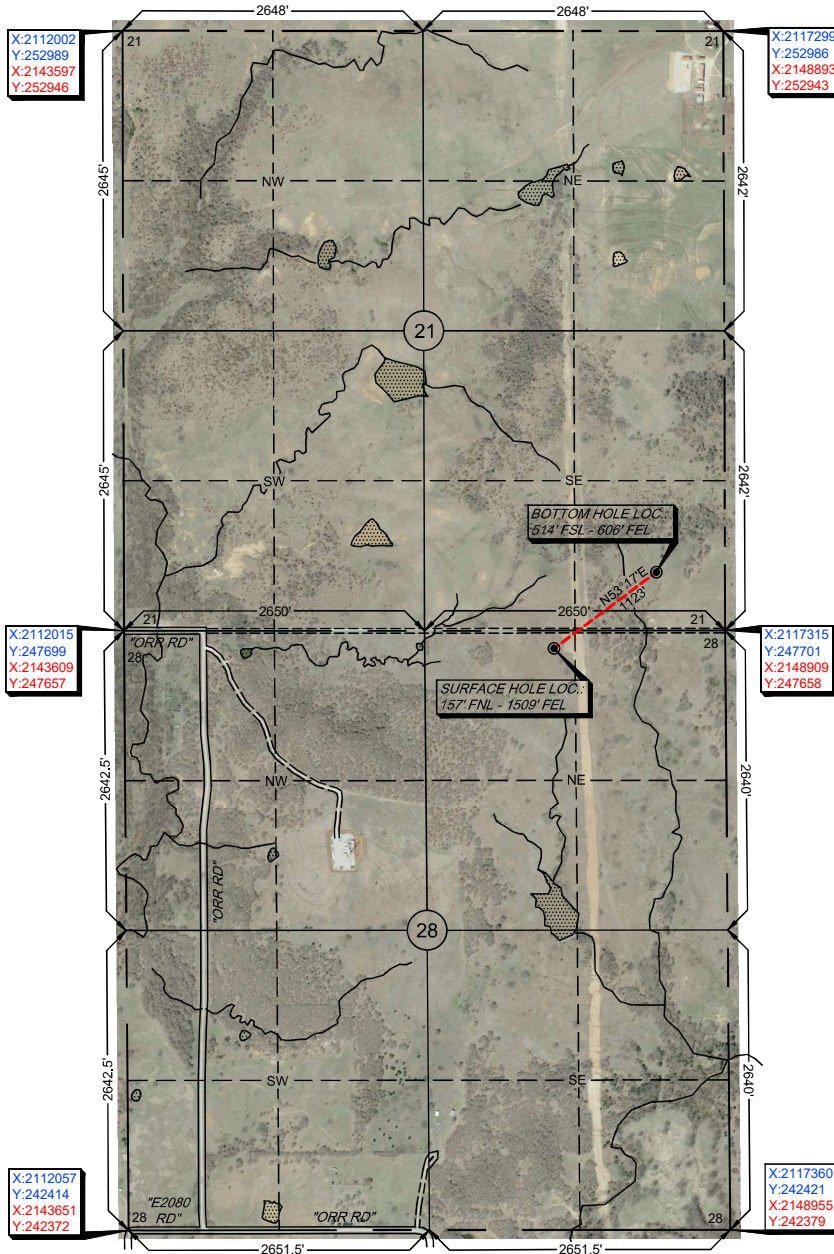 2648'
2648'
X:2112002
Y:252989
X:2143597
Y:252946
21
21
X:2117299
Y:252986
X:2148893
Y:252943
2645'
NW
NE
2642'
21
2645'
SW
SE
2642'
BOTTOM HOLE LOC.:
514' FSL - 606' FEL
N53°17'E
1123'
X:2112015
Y:247699
X:2143609
Y:247657
21
2650'
2650'
21
"ORR RD"
28
28
X:2117315
Y:247701
X:2148909
Y:247658
SURFACE HOLE LOC.:
157' FNL - 1509' FEL
2642.5'
NW
NE
2640'
"ORR RD"
28
2642.5'
SW
SE
2640'
X:2112057
Y:242414
X:2143651
Y:242372
"E2080
RD"
28
"ORR RD"
28
X:2117360
Y:242421
X:2148955
Y:242379
2651.5'
2651.5'